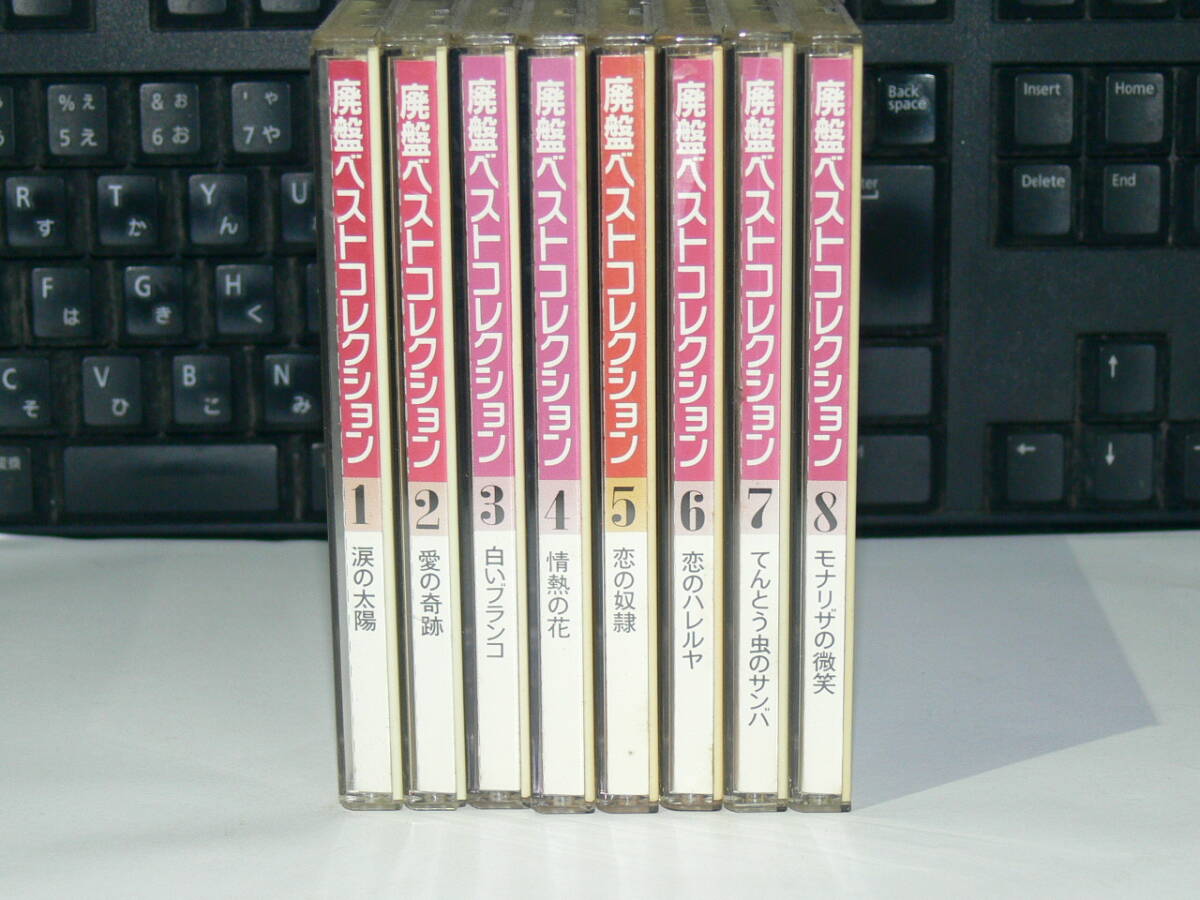 廃盤ベストコレクション 1 涙の太陽
廃盤ベストコレクション 2 愛の奇跡
廃盤ベストコレクション 3 白いブランコ
廃盤ベストコレクション 4 情熱の花
廃盤ベストコレクション 5 恋の奴隷
廃盤ベストコレクション 6 恋のハレルヤ
廃盤ベストコレクション 7 てんとう虫のサンバ
廃盤ベストコレクション 8 モナリザの微笑
% え 5 え
& お 6 お
' や 7 や
Back space
Insert
Home
R す
T か
Y ん
U
Delete
End
F は
G き
H く
C そ
V ひ
B こ
N み
↑
←
↓
→